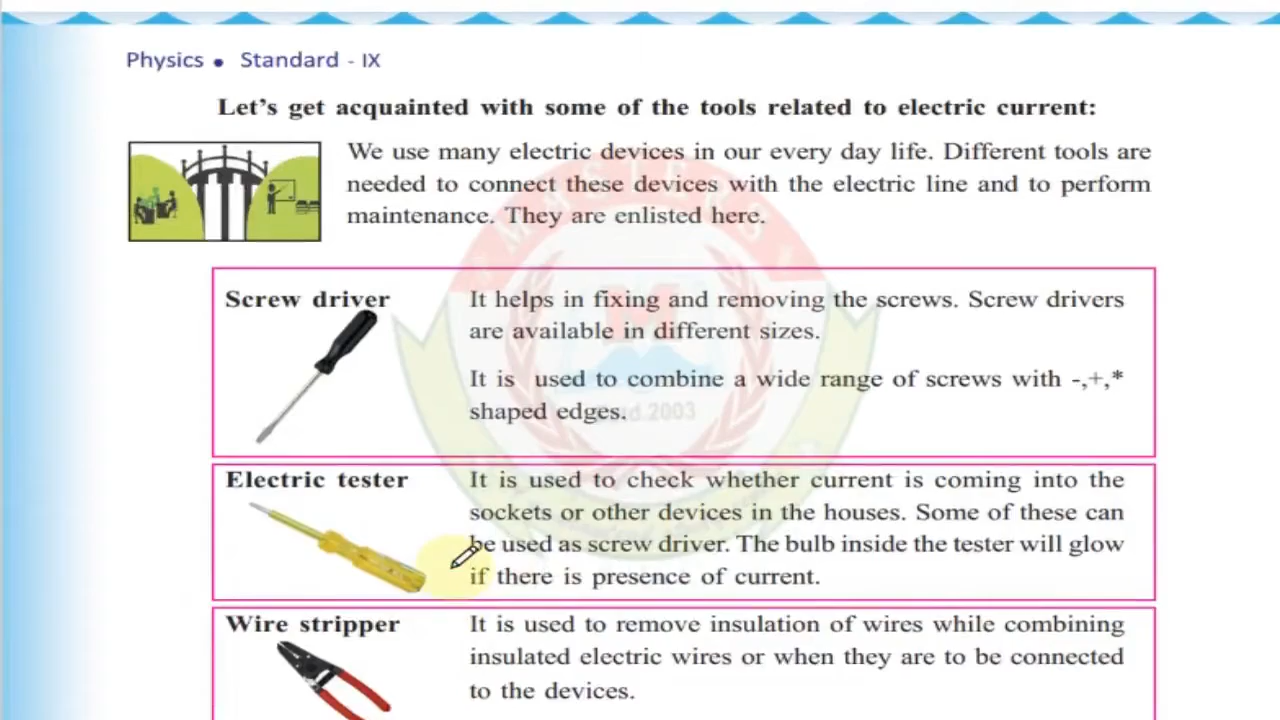 Physics • Standard - IX
Let's get acquainted with some of the tools related to electric current:
We use many electric devices in our every day life. Different tools are
needed to connect these devices with the electric line and to perform
maintenance. They are enlisted here.
Screw driver
It helps in fixing and removing the screws. Screw drivers
are available in different sizes.
It is used to combine a wide range of screws with -,+,*
shaped edges.
Estd.2003
Electric tester
It is used to check whether current is coming into the
sockets or other devices in the houses. Some of these can
be used as screw driver. The bulb inside the tester will glow
if there is presence of current.
Wire stripper
It is used to remove insulation of wires while combining
insulated electric wires or when they are to be connected
to the devices.